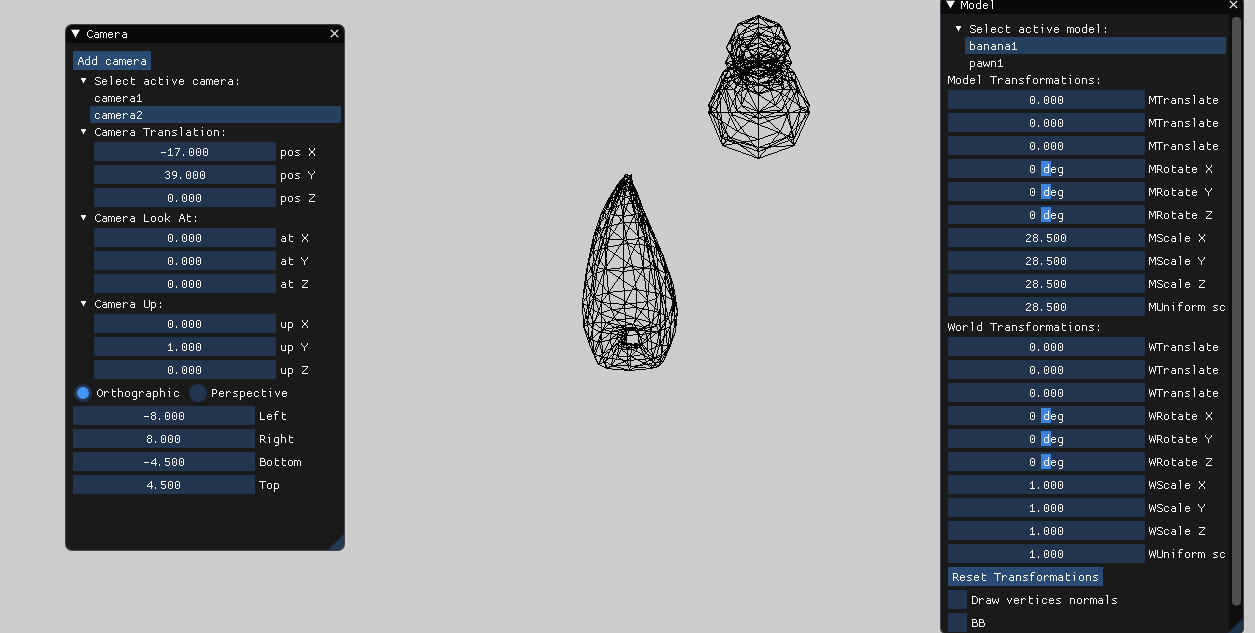 Camera
Add camera
Select active camera:
camera1
camera2
Camera Translation:
-17.000 pos X
39.000 pos Y
0.000 pos Z
Camera Look At:
0.000 at X
0.000 at Y
0.000 at Z
Camera Up:
0.000 up X
1.000 up Y
0.000 up Z
Orthographic Perspective
-8.000 Left
8.000 Right
-4.500 Bottom
4.500 Top
Model
Select active model:
banana1
pawn1
Model Transformations:
0.000 MTranslate
0.000 MTranslate
0.000 MTranslate
0 deg MRotate X
0 deg MRotate Y
0 deg MRotate Z
28.500 MScale X
28.500 MScale Y
28.500 MScale Z
28.500 MUniform sc
World Transformations:
0.000 WTranslate
0.000 WTranslate
0.000 WTranslate
0 deg WRotate X
0 deg WRotate Y
0 deg WRotate Z
1.000 WScale X
1.000 WScale Y
1.000 WScale Z
1.000 WUniform sc
Reset Transformations
Draw vertices normals
BB